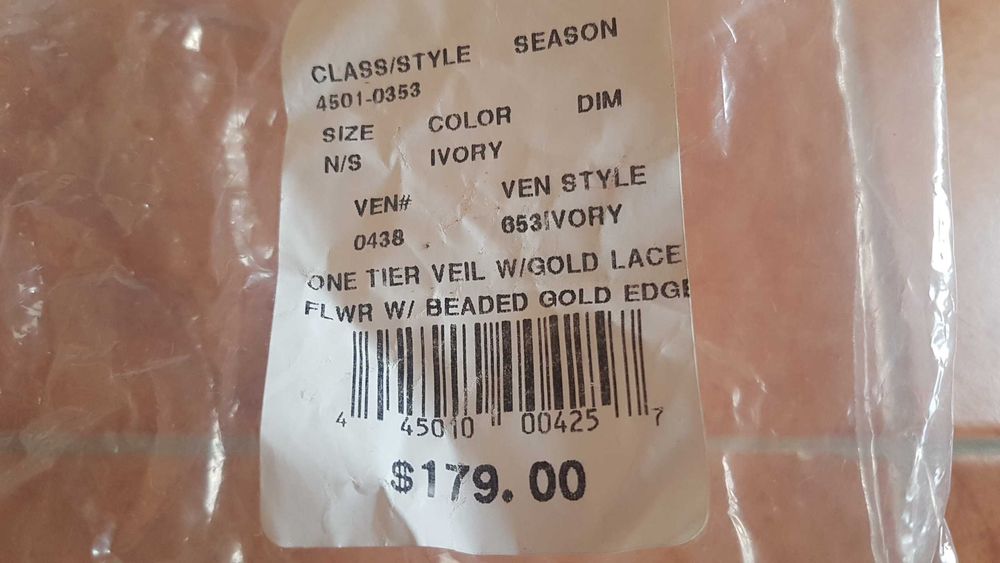 CLASS/STYLE SEASON
4501-0353
SIZE COLOR DIM
N/S IVORY
VEN# VEN STYLE
0438 653IVORY
ONE TIER VEIL W/GOLD LACE
FLWR W/ BEADED GOLD EDGE
4 45010 00425 7
$179.00